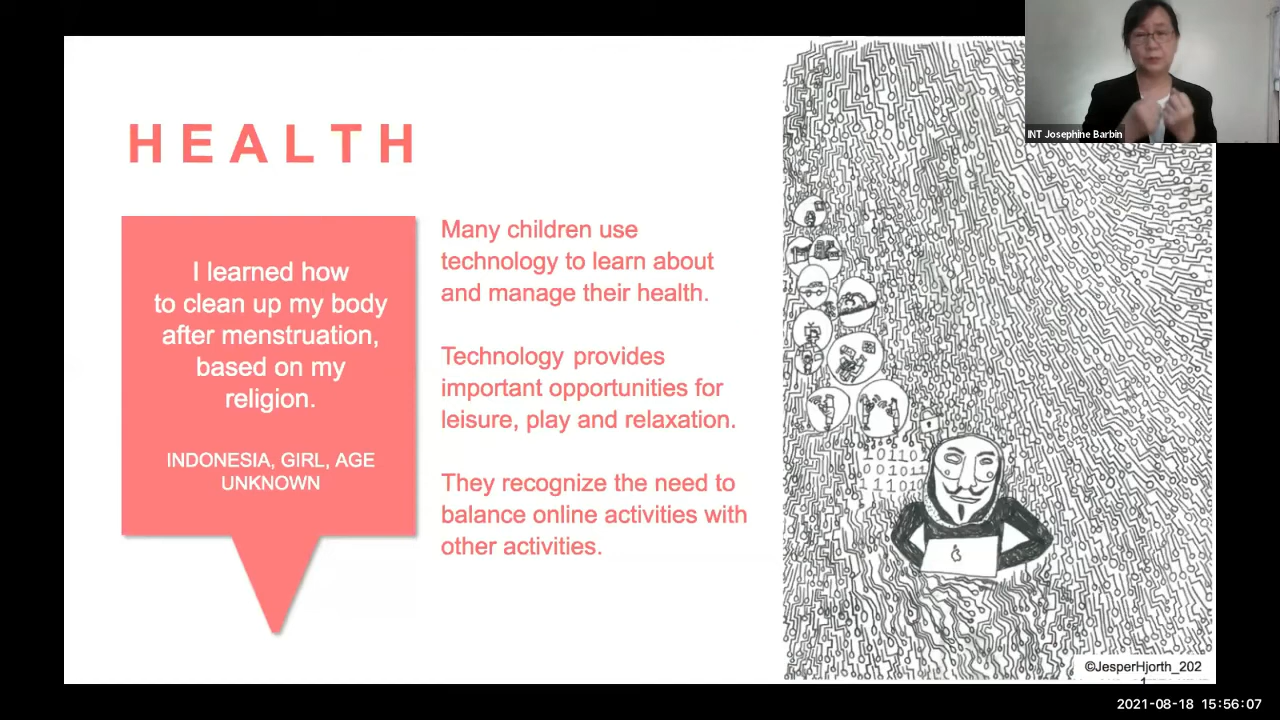 HEALTH
I learned how
to clean up my body
after menstruation,
based on my
religion.
INDONESIA, GIRL, AGE
UNKNOWN
Many children use
technology to learn about
and manage their health.
Technology provides
important opportunities for
leisure, play and relaxation.
They recognize the need to
balance online activities with
other activities.
INT Josephine Barbin
©JesperHjorth_202
1
2021-08-18 15:56:07